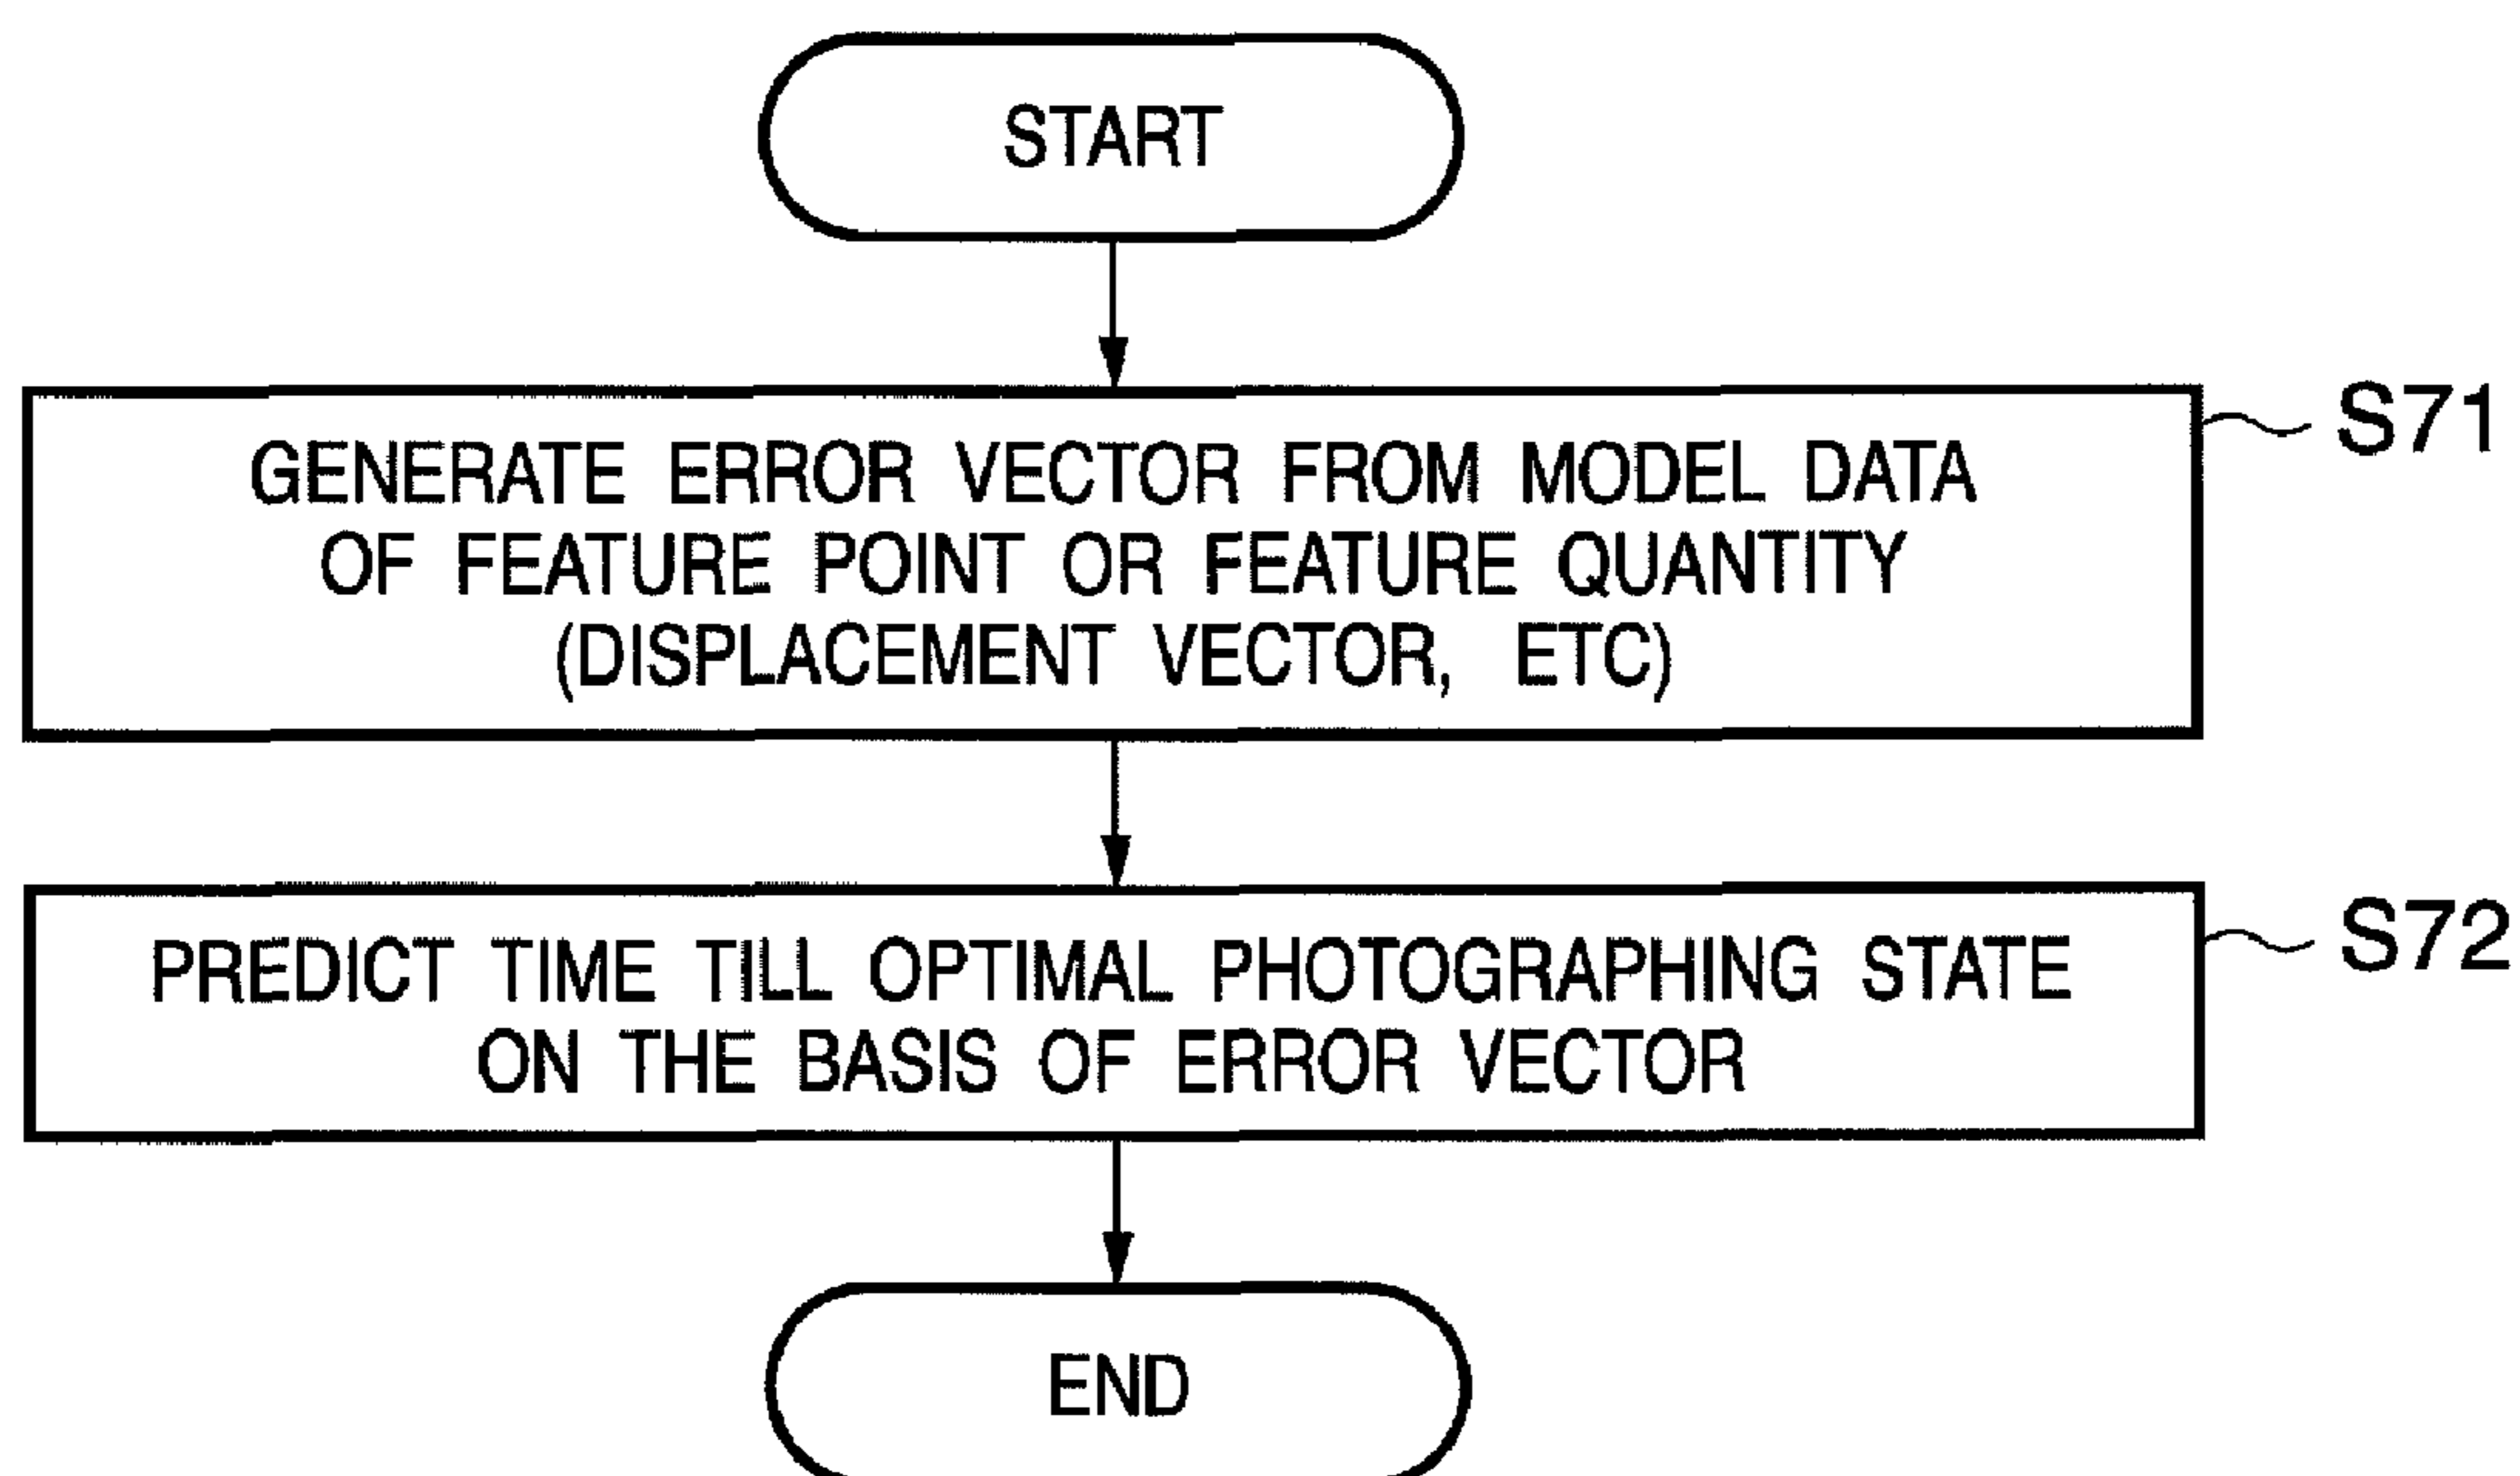 START
GENERATE ERROR VECTOR FROM MODEL DATA
S71
OF FEATURE POINT OR FEATURE QUANTITY
(DISPLACEMENT VECTOR, ETC)
PREDICT TIME TILL OPTIMAL PHOTOGRAPHING STATE
S72
ON THE BASIS OF ERROR VECTOR
END